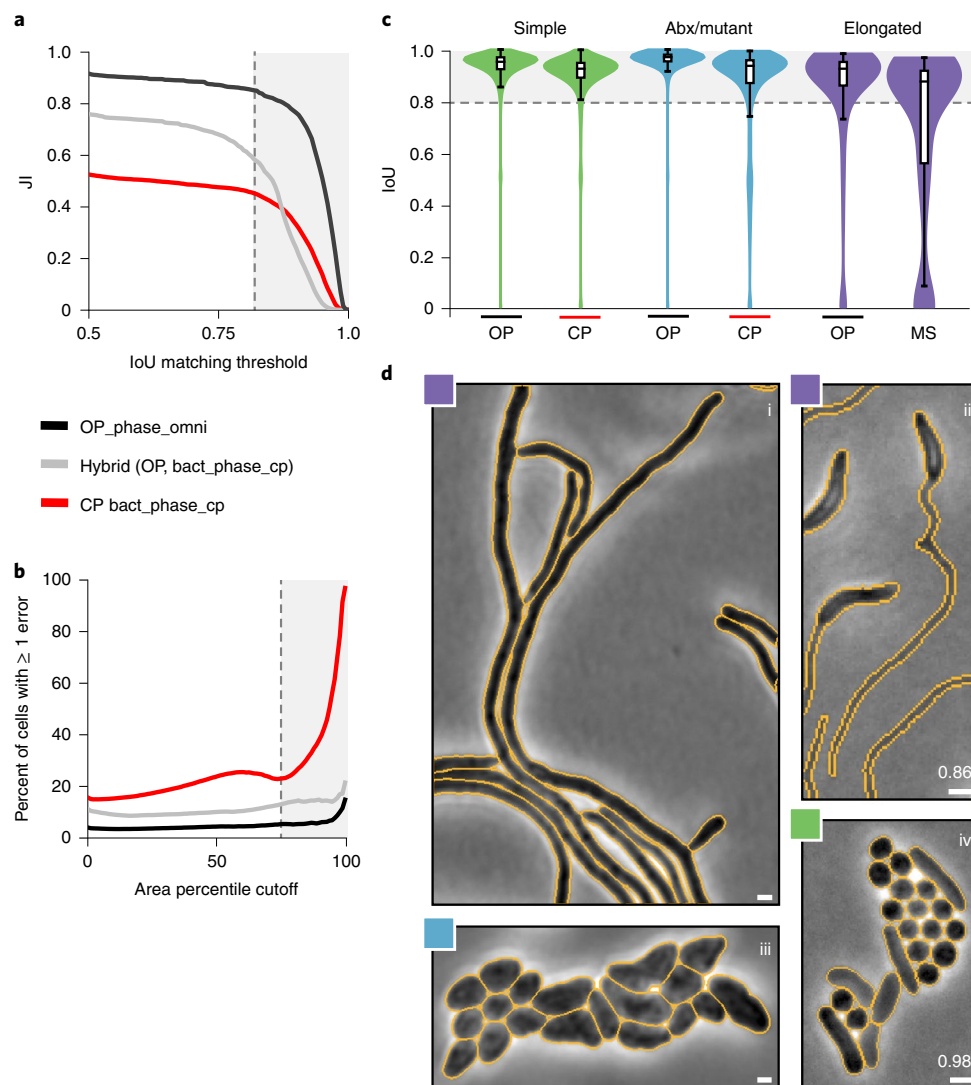 a
1.0
0.8
0.6
0.4
0.2
0
JI
0.5
0.75
1.0
IoU matching threshold
OP_phase_omni
Hybrid (OP, bact_phase_cp)
CP bact_phase_cp
b
100
80
60
40
20
0
Percent of cells with ≥ 1 error
0
50
100
Area percentile cutoff
c
Simple
Abx/mutant
Elongated
1.0
0.8
0.6
0.4
0.2
0
IoU
OP
CP
OP
CP
OP
MS
d
i
ii
0.86
iii
iv
0.98